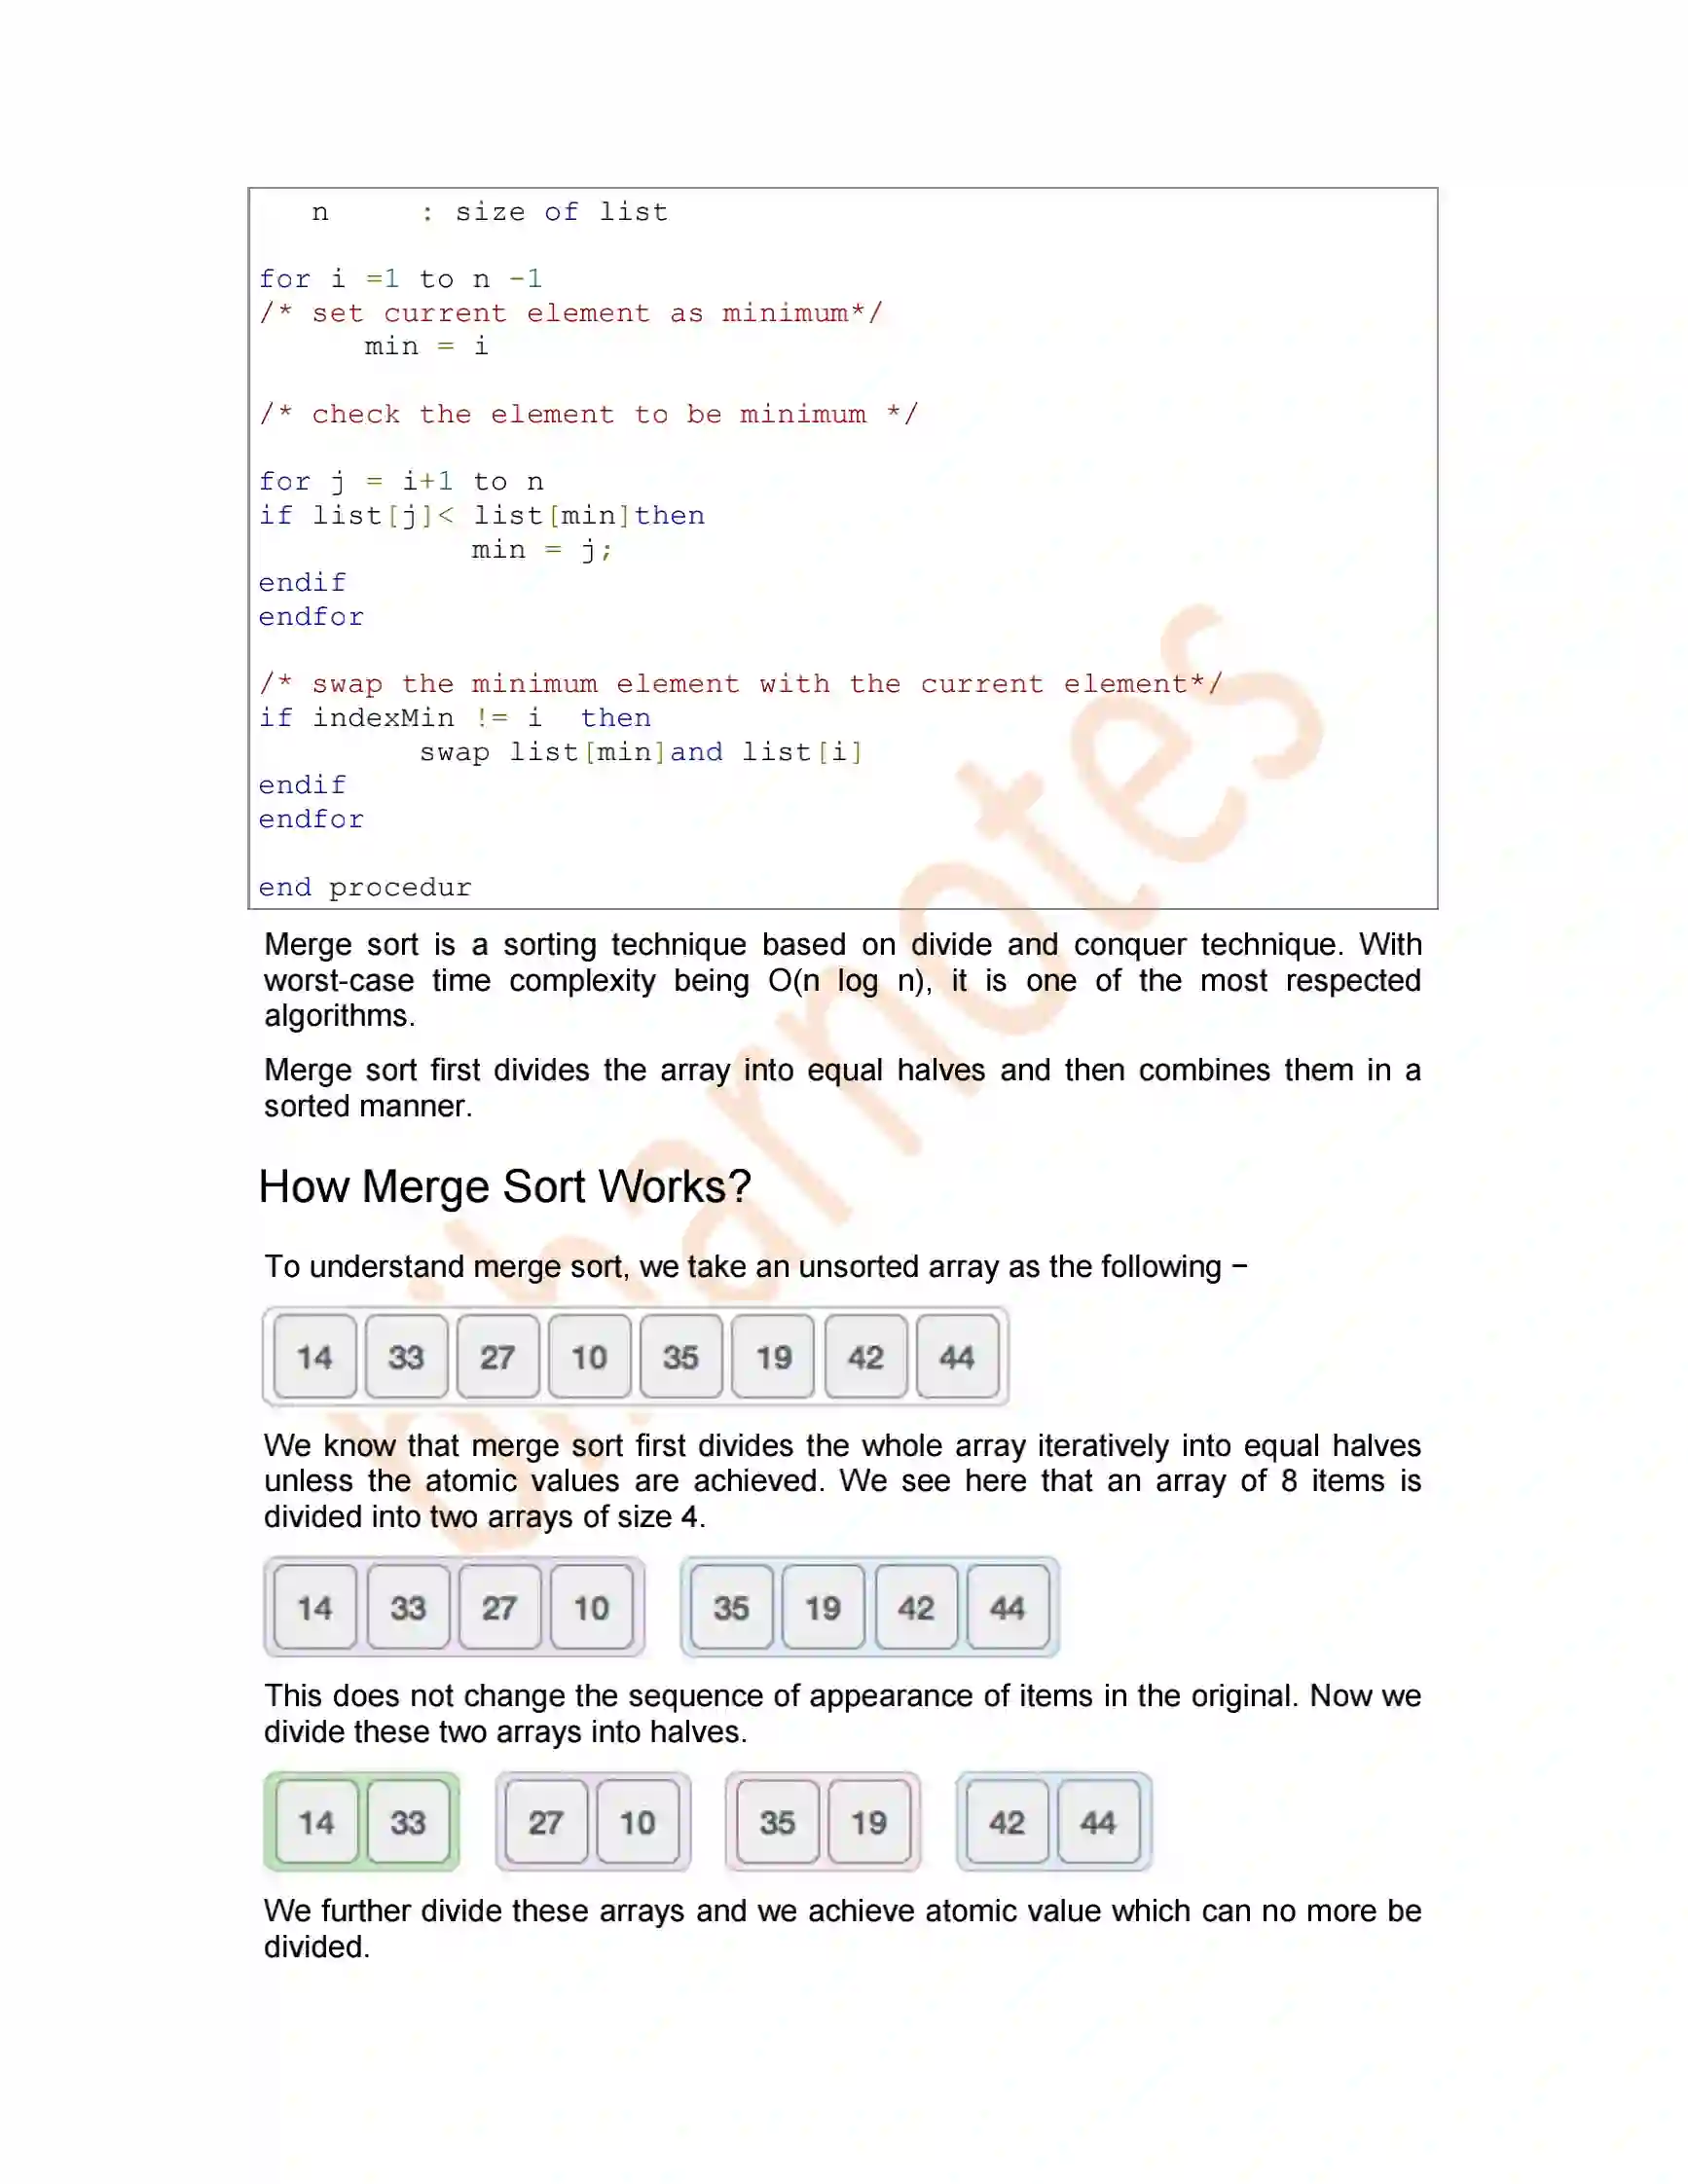 n : size of list
for i =1 to n -1
/* set current element as minimum*/
min = i
/* check the element to be minimum */
for j = i+1 to n
if list[j]< list[min]then
min = j;
endif
endfor
/* swap the minimum element with the current element*/
if indexMin != i then
swap list[min]and list[i]
endif
endfor
end procedur
Merge sort is a sorting technique based on divide and conquer technique. With
worst-case time complexity being O(n log n), it is one of the most respected
algorithms.
Merge sort first divides the array into equal halves and then combines them in a
sorted manner.
How Merge Sort Works?
To understand merge sort, we take an unsorted array as the following −
14 33 27 10 35 19 42 44
We know that merge sort first divides the whole array iteratively into equal halves
unless the atomic values are achieved. We see here that an array of 8 items is
divided into two arrays of size 4.
14 33 27 10 35 19 42 44
This does not change the sequence of appearance of items in the original. Now we
divide these two arrays into halves.
14 33 27 10 35 19 42 44
We further divide these arrays and we achieve atomic value which can no more be
divided.
biharnotes